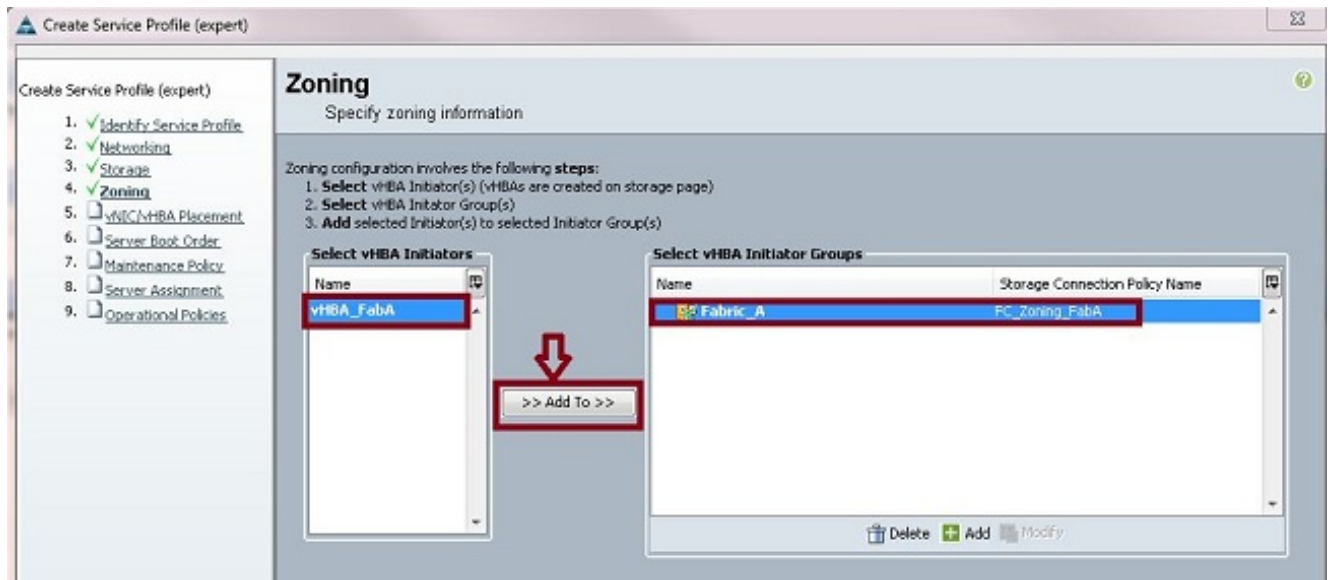 Create Service Profile (expert)
Create Service Profile (expert)
1. Identify Service Profile
2. Networking
3. Storage
4. Zoning
5. vNIC/vHBA Placement
6. Server Boot Order
7. Maintenance Policy
8. Server Assignment
9. Operational Policies
Zoning
Specify zoning information
Zoning configuration involves the following steps:
1. Select vHBA Initiator(s) (vHBAs are created on storage page)
2. Select vHBA Initator Group(s)
3. Add selected Initiator(s) to selected Initiator Group(s)
Select vHBA Initiators
Name
vHBA_FabA
>> Add To >>
Select vHBA Initiator Groups
Name Storage Connection Policy Name
Fabric_A FC_Zoning_FabA
Delete Add Modify